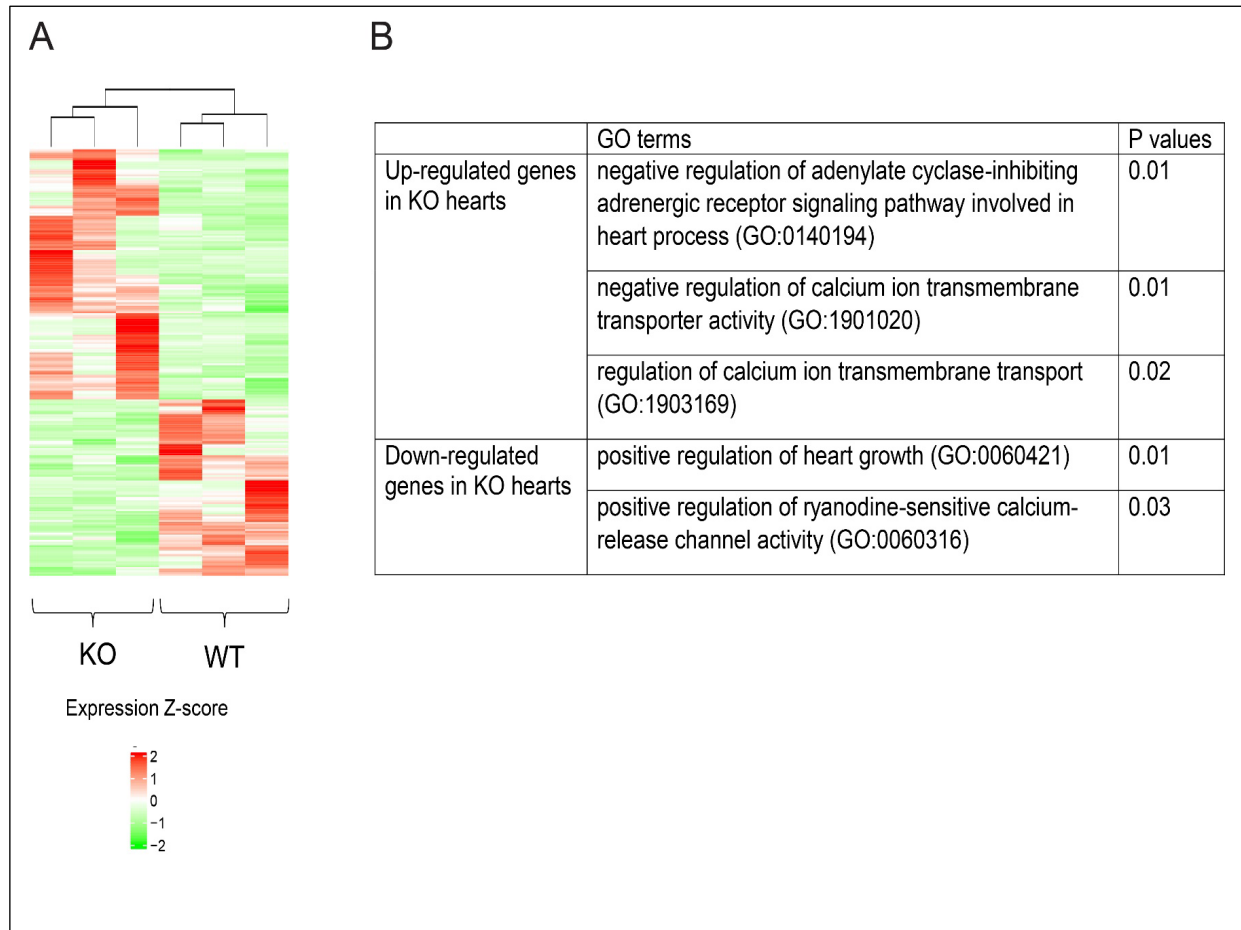 A
B
GO terms
P values
Up-regulated genes
in KO hearts
negative regulation of adenylate cyclase-inhibiting
adrenergic receptor signaling pathway involved in
heart process (GO:0140194)
0.01
negative regulation of calcium ion transmembrane
transporter activity (GO:1901020)
0.01
regulation of calcium ion transmembrane transport
(GO:1903169)
0.02
Down-regulated
genes in KO hearts
positive regulation of heart growth (GO:0060421)
0.01
positive regulation of ryanodine-sensitive calcium-
release channel activity (GO:0060316)
0.03
KO
WT
Expression Z-score
2
1
0
−1
−2